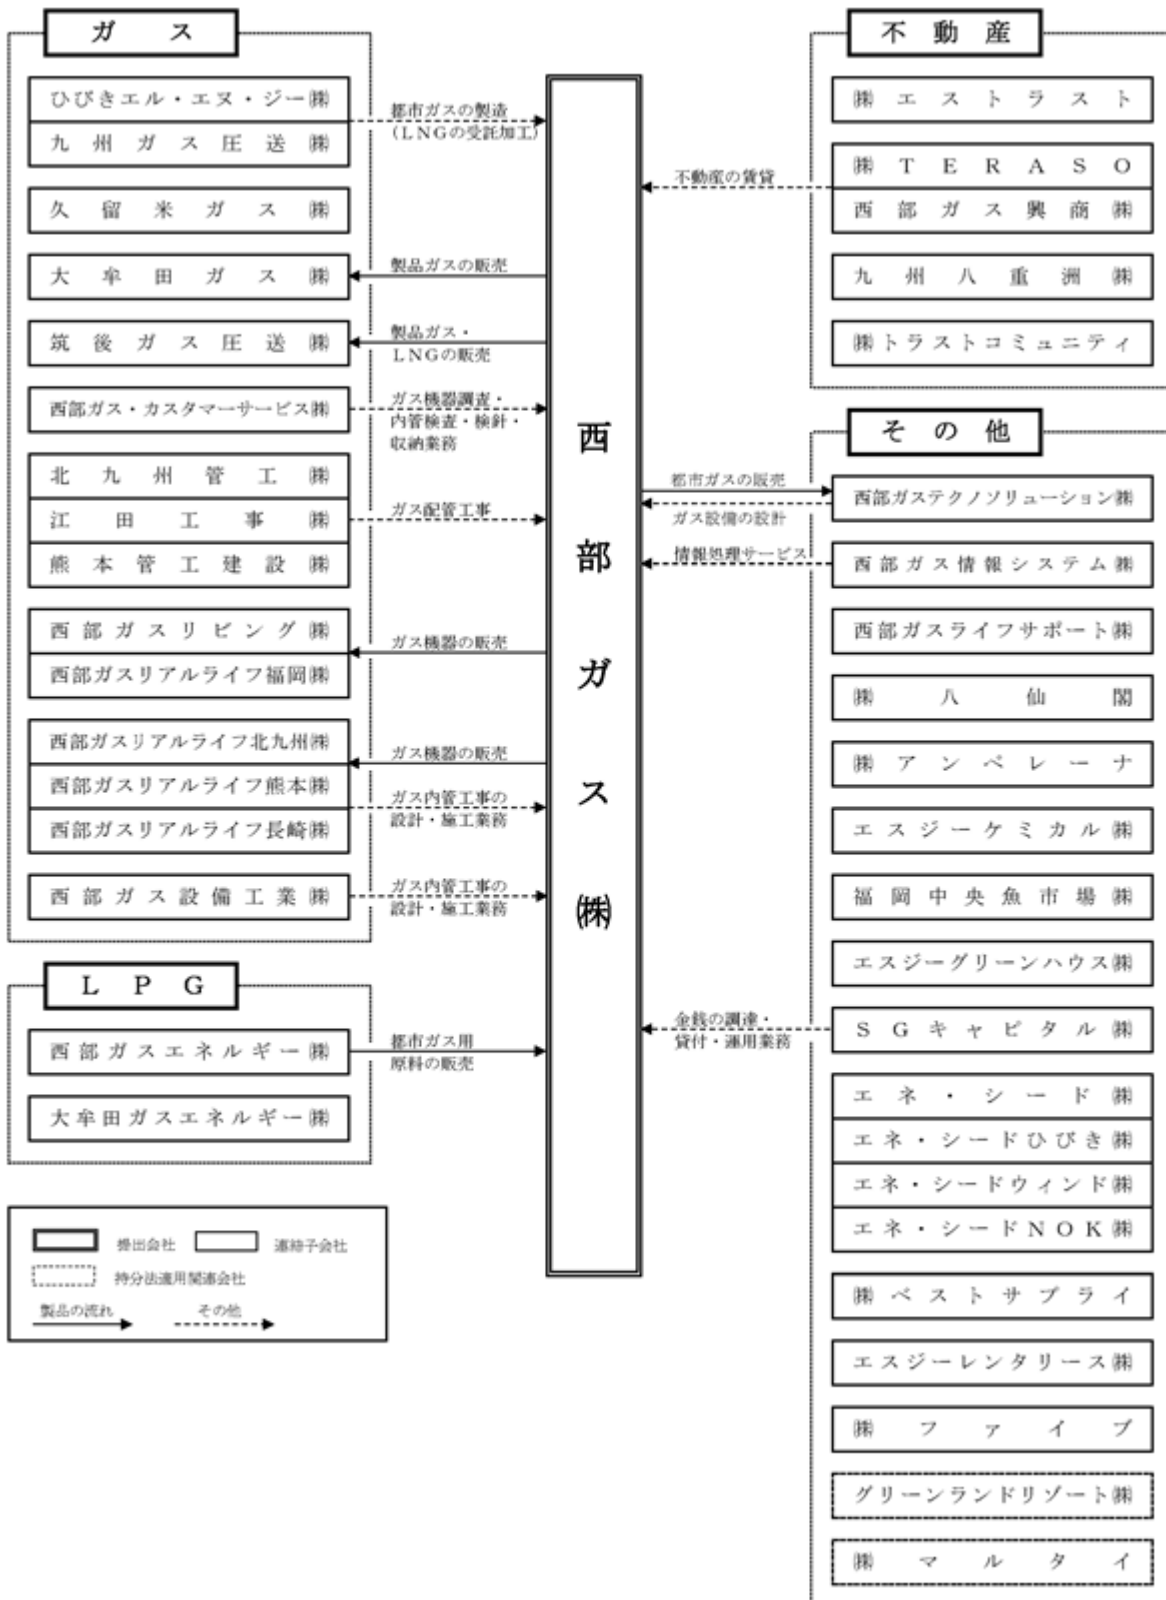 ガス
ひびきエル・エヌ・ジー㈱
九州ガス圧送㈱
久留米ガス㈱
大牟田ガス㈱
筑後ガス圧送㈱
西部ガス・カスタマーサービス㈱
北九州管工㈱
江田工事㈱
熊本管工建設㈱
西部ガスリビング㈱
西部ガスリアルライフ福岡㈱
西部ガスリアルライフ北九州㈱
西部ガスリアルライフ熊本㈱
西部ガスリアルライフ長崎㈱
西部ガス設備工業㈱
LPG
西部ガスエネルギー㈱
大牟田ガスエネルギー㈱
都市ガスの製造
(LNGの受託加工)
製品ガスの販売
製品ガス・
LNGの販売
ガス機器調査・
内管検査・検針・
収納業務
ガス配管工事
ガス機器の販売
ガス機器の販売
ガス内管工事の
設計・施工業務
ガス内管工事の
設計・施工業務
都市ガス用
原料の販売
西部ガス㈱
不動産の賃貸
都市ガスの販売
ガス設備の設計
情報処理サービス
金銭の調達・
貸付・運用業務
不動産
㈱エストラスト
㈱TERASO
西部ガス興商㈱
九州八重洲㈱
㈱トラストコミュニティ
その他
西部ガステクノソリューション㈱
西部ガス情報システム㈱
西部ガスライフサポート㈱
㈱八仙閣
㈱アンペレーナ
エスジーケミカル㈱
福岡中央魚市場㈱
エスジーグリーンハウス㈱
SGキャピタル㈱
エネ・シード㈱
エネ・シードひびき㈱
エネ・シードウィンド㈱
エネ・シードNOK㈱
㈱ベストサプライ
エスジーレンタリース㈱
㈱ファイブ
グリーンランドリゾート㈱
㈱マルタイ
提出会社
連結子会社
持分法適用関連会社
製品の流れ
その他